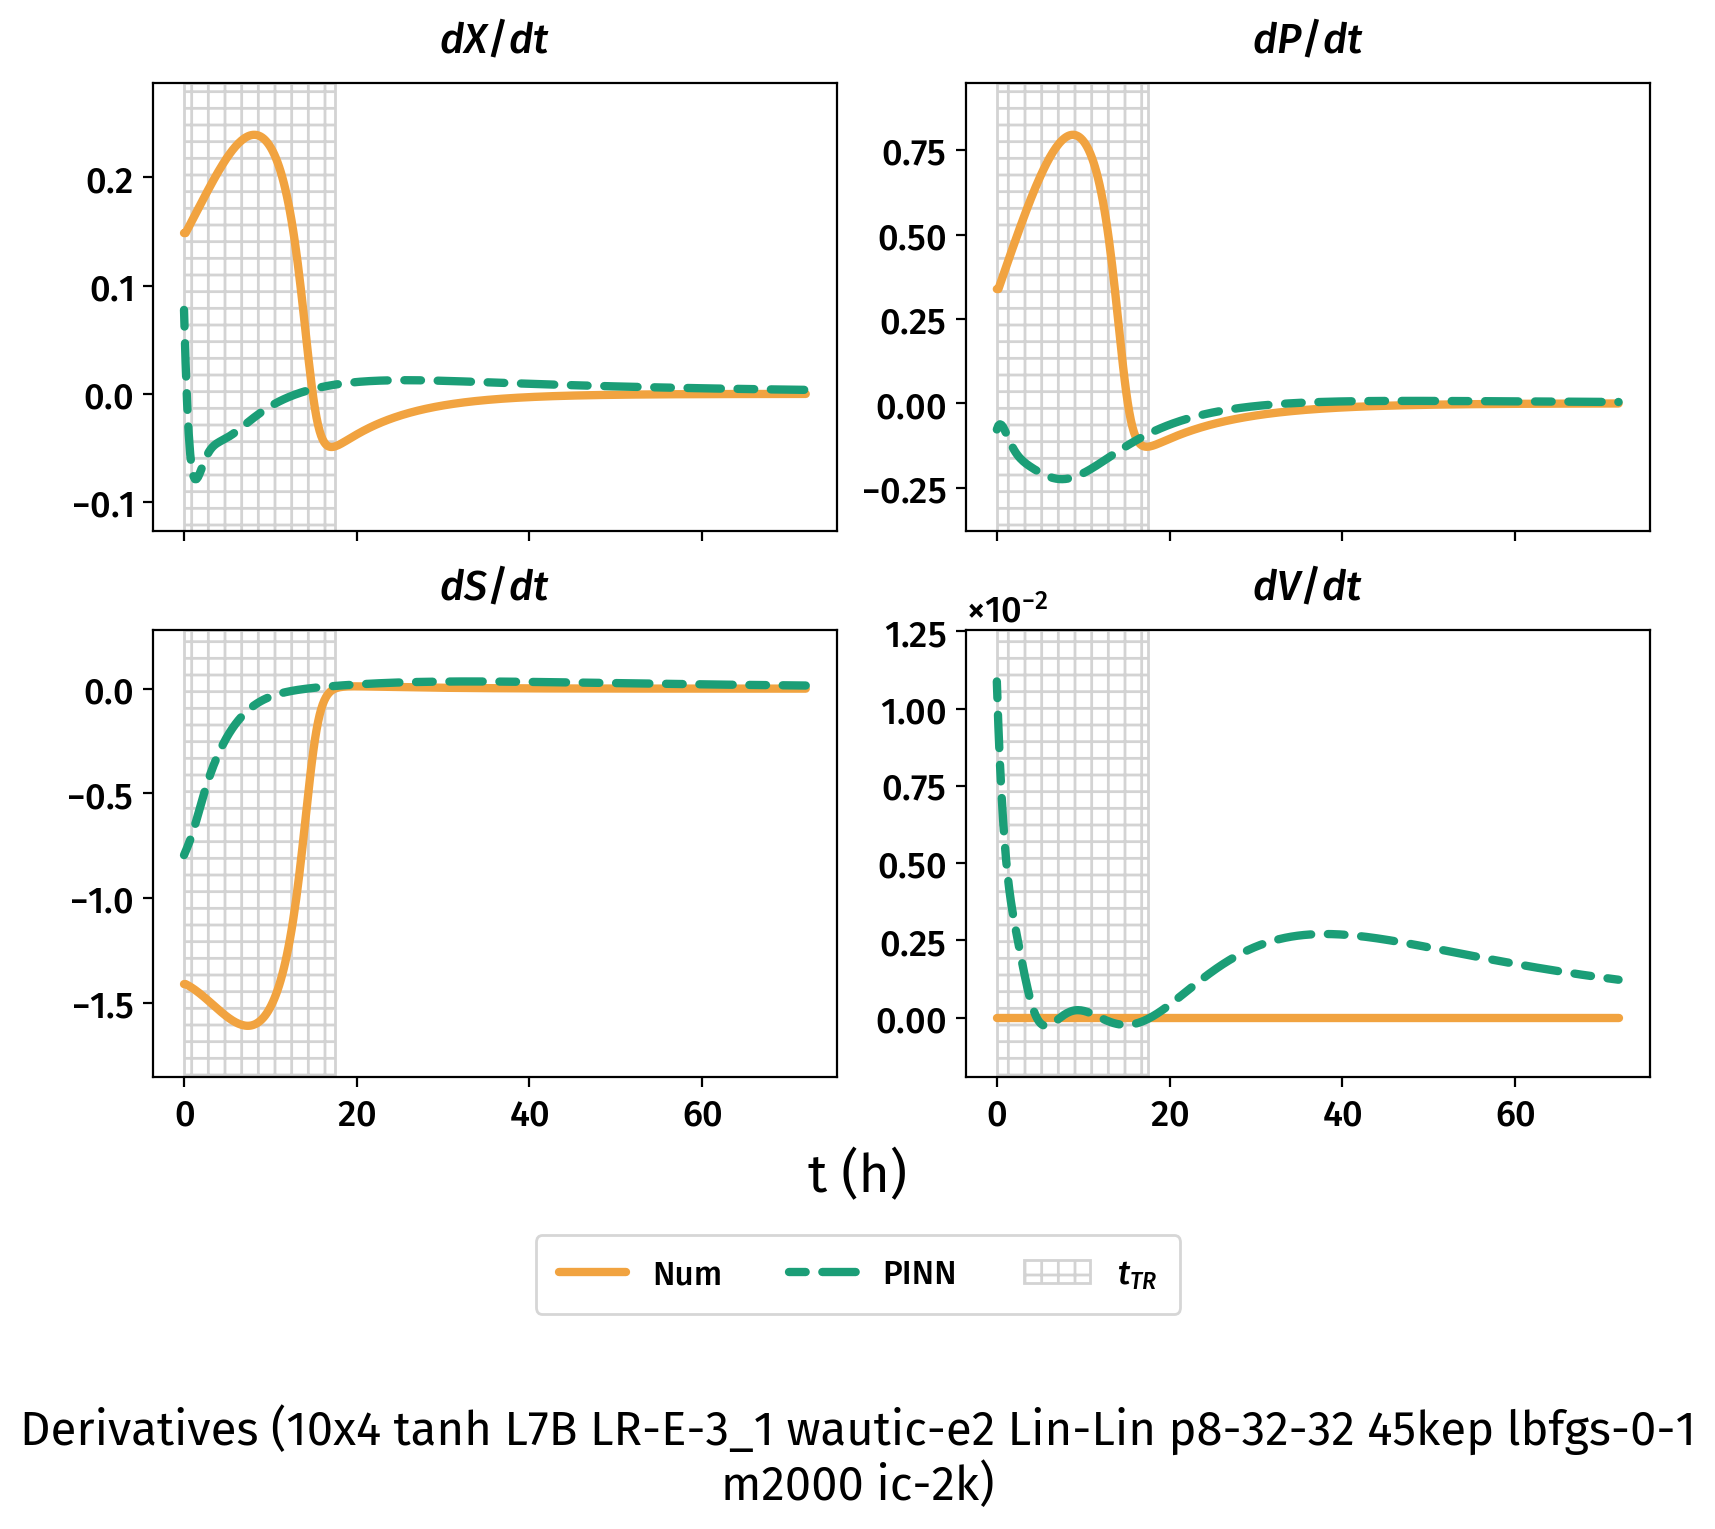 dX/dt
dP/dt
0.2
0.1
0.0
−0.1
0.75
0.50
0.25
0.00
−0.25
dS/dt
dV/dt
×10⁻²
0.0
−0.5
−1.0
−1.5
1.25
1.00
0.75
0.50
0.25
0.00
0 20 40 60
0 20 40 60
t (h)
Num PINN t_TR
Derivatives (10x4 tanh L7B LR-E-3_1 wautic-e2 Lin-Lin p8-32-32 45kep lbfgs-0-1
m2000 ic-2k)